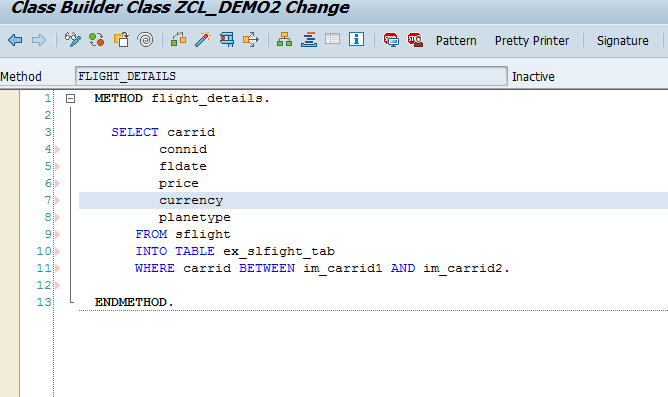 Class Builder Class ZCL_DEMO2 Change
Pattern Pretty Printer Signature
Method FLIGHT_DETAILS Inactive
1 METHOD flight_details.
2
3 SELECT carrid
4 connid
5 fldate
6 price
7 currency
8 planetype
9 FROM sflight
10 INTO TABLE ex_slfight_tab
11 WHERE carrid BETWEEN im_carrid1 AND im_carrid2.
12
13 ENDMETHOD.